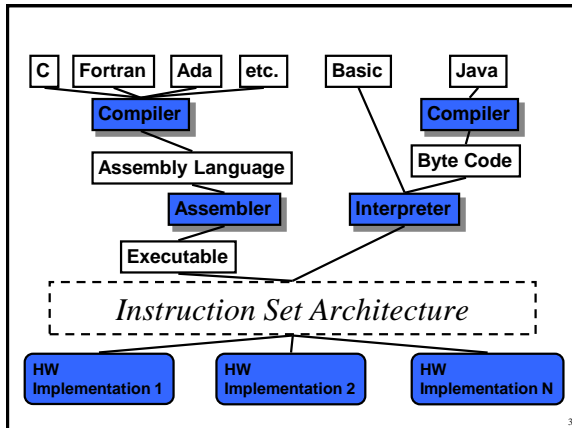 C Fortran Ada etc. Basic Java
Compiler Compiler
Assembly Language Byte Code
Assembler Interpreter
Executable
Instruction Set Architecture
HW HW HW
Implementation 1 Implementation 2 Implementation N
3